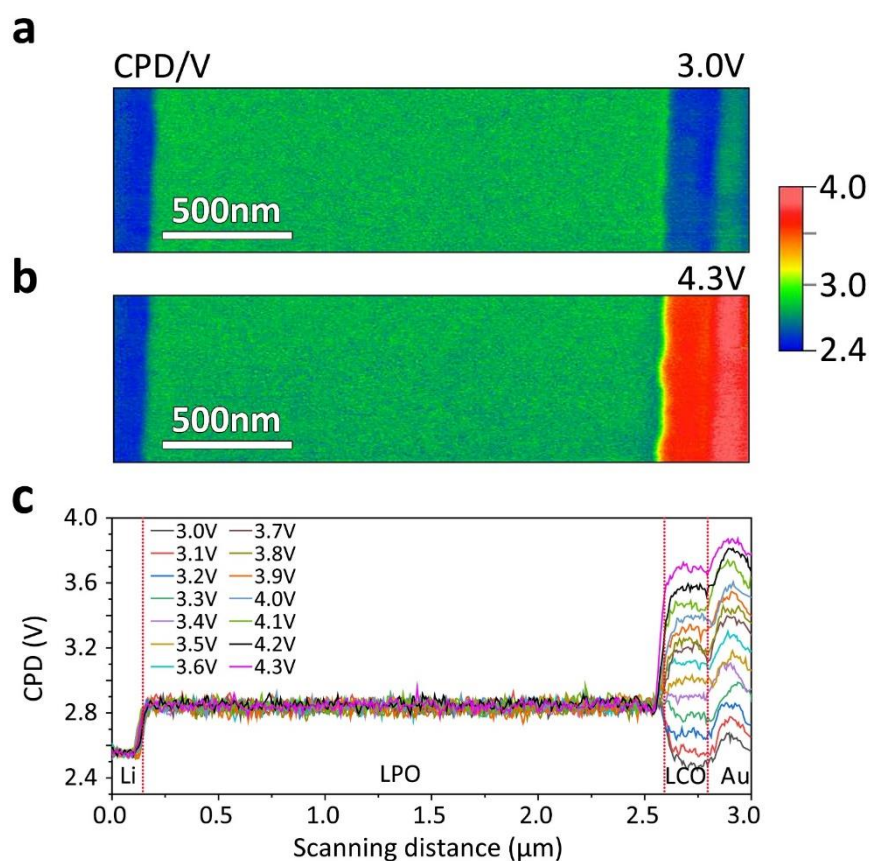 a
CPD/V 3.0V
500nm
4.0
3.0
2.4
b
4.3V
500nm
c
4.0
3.6
3.2
2.8
2.4
CPD (V)
3.0V 3.7V
3.1V 3.8V
3.2V 3.9V
3.3V 4.0V
3.4V 4.1V
3.5V 4.2V
3.6V 4.3V
Li LPO LCO Au
0.0 0.5 1.0 1.5 2.0 2.5 3.0
Scanning distance (μm)